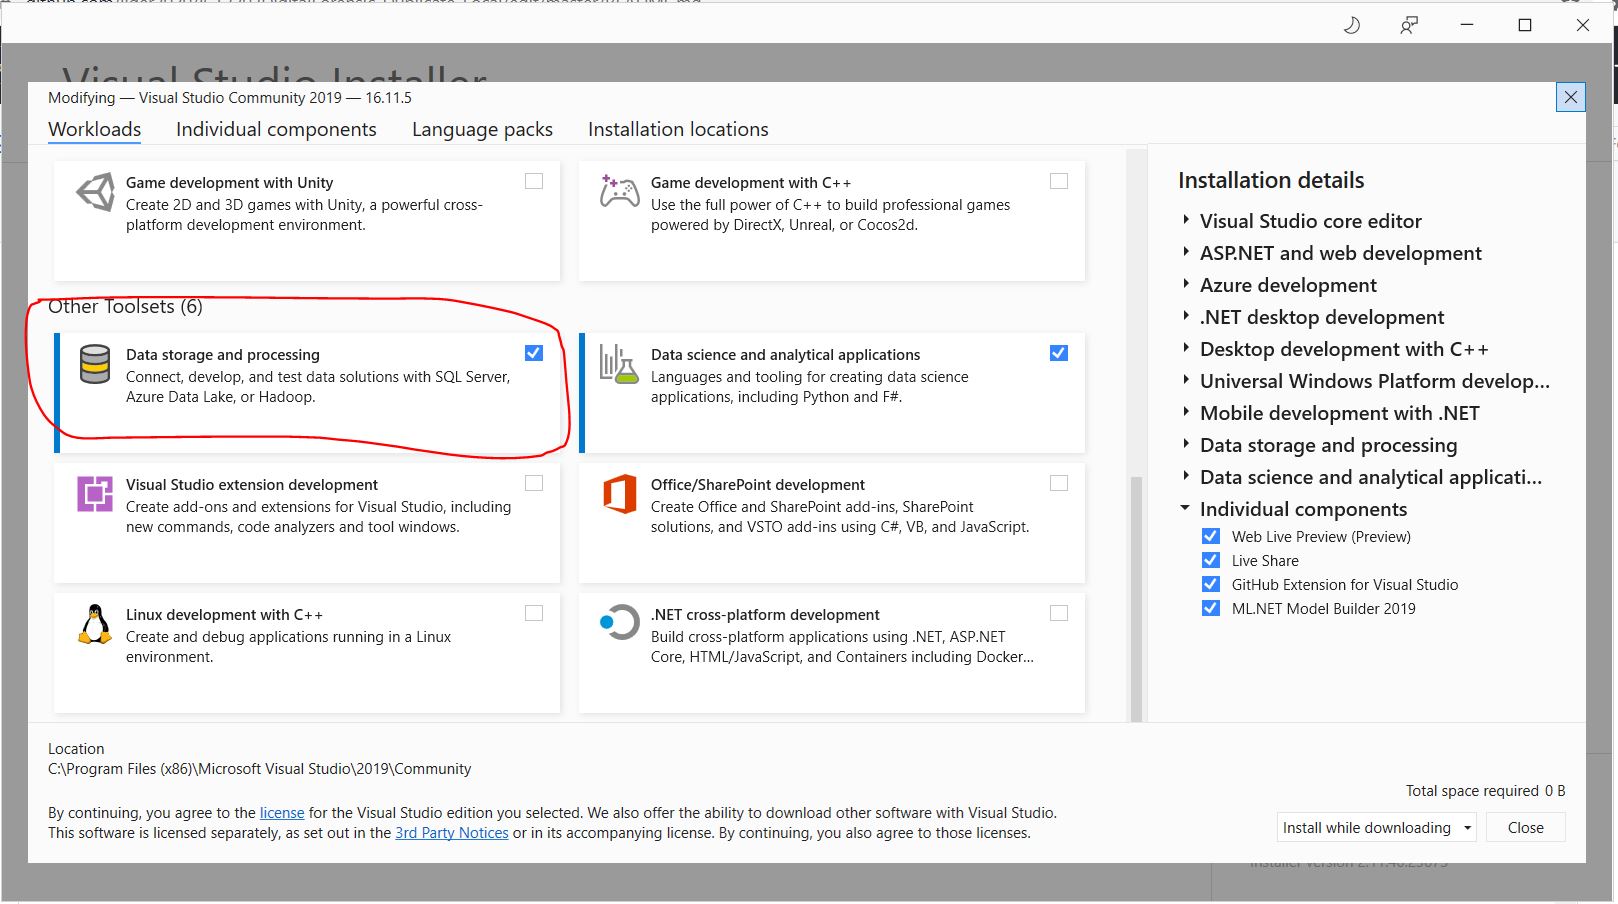 Visual Studio Installer
Modifying — Visual Studio Community 2019 — 16.11.5
Workloads
Individual components
Language packs
Installation locations
Game development with Unity
Create 2D and 3D games with Unity, a powerful cross-
platform development environment.
Game development with C++
Use the full power of C++ to build professional games
powered by DirectX, Unreal, or Cocos2d.
Other Toolsets (6)
Data storage and processing
Connect, develop, and test data solutions with SQL Server,
Azure Data Lake, or Hadoop.
Data science and analytical applications
Languages and tooling for creating data science
applications, including Python and F#.
Visual Studio extension development
Create add-ons and extensions for Visual Studio, including
new commands, code analyzers and tool windows.
Office/SharePoint development
Create Office and SharePoint add-ins, SharePoint
solutions, and VSTO add-ins using C#, VB, and JavaScript.
Linux development with C++
Create and debug applications running in a Linux
environment.
.NET cross-platform development
Build cross-platform applications using .NET, ASP.NET
Core, HTML/JavaScript, and Containers including Docker...
Installation details
Visual Studio core editor
ASP.NET and web development
Azure development
.NET desktop development
Desktop development with C++
Universal Windows Platform develop...
Mobile development with .NET
Data storage and processing
Data science and analytical applicati...
Individual components
Web Live Preview (Preview)
Live Share
GitHub Extension for Visual Studio
ML.NET Model Builder 2019
Location
C:\Program Files (x86)\Microsoft Visual Studio\2019\Community
By continuing, you agree to the license for the Visual Studio edition you selected. We also offer the ability to download other software with Visual Studio.
This software is licensed separately, as set out in the 3rd Party Notices or in its accompanying license. By continuing, you also agree to those licenses.
Total space required 0 B
Install while downloading
Close